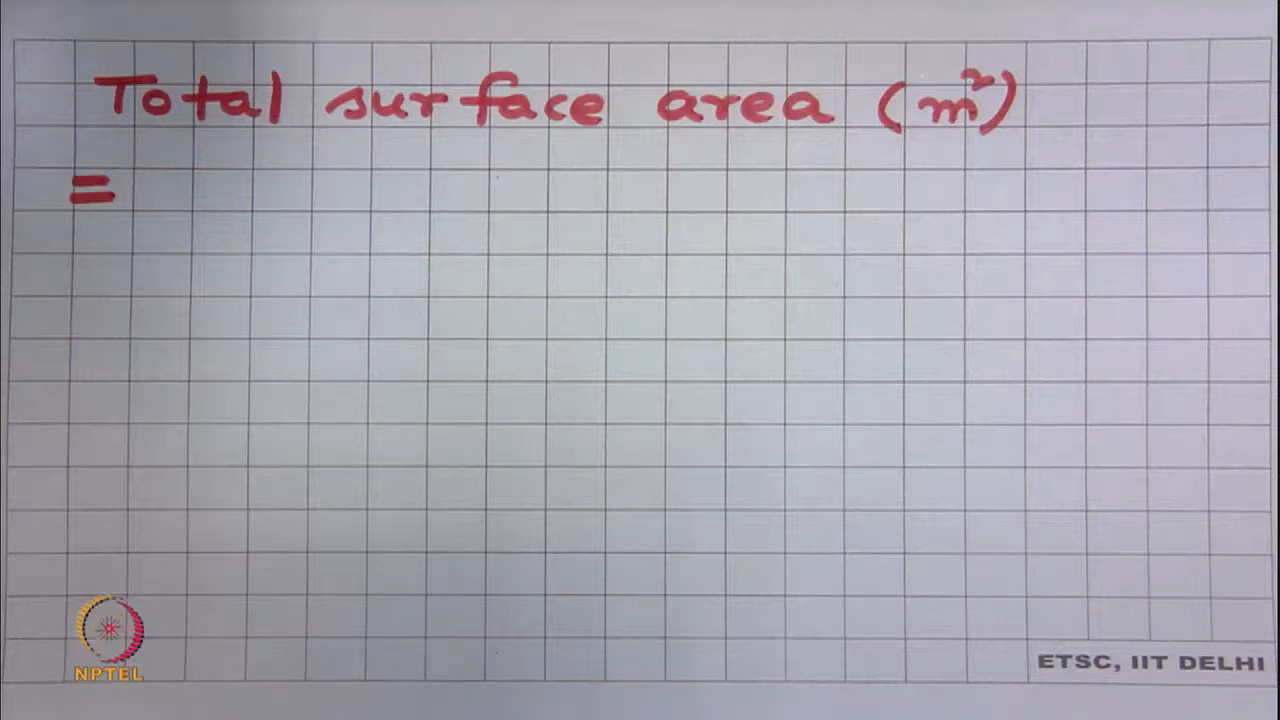 Total surface area (m²)
=
NPTEL
ETSC, IIT DELHI